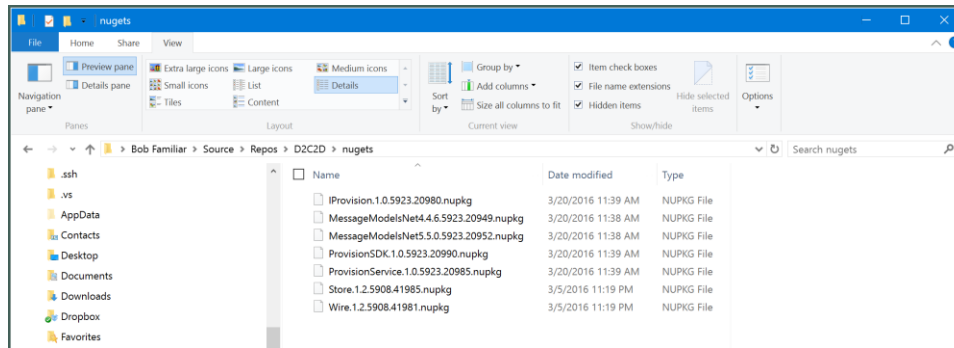 nugets
File Home Share View
Preview pane Extra large icons Large icons Medium icons Group by Item check boxes
Details pane Small icons List Details Add columns File name extensions
Navigation pane Tiles Content Sort by Size all columns to fit Hidden items Hide selected items Options
Panes Layout Current view Show/hide
> Bob Familiar > Source > Repos > D2C2D > nugets Search nugets
.ssh Name Date modified Type
.vs IProvision.1.0.5923.20980.nupkg 3/20/2016 11:39 AM NUPKG File
AppData MessageModelsNet4.4.6.5923.20949.nupkg 3/20/2016 11:38 AM NUPKG File
Contacts MessageModelsNet5.5.0.5923.20952.nupkg 3/20/2016 11:38 AM NUPKG File
Desktop ProvisionSDK.1.0.5923.20990.nupkg 3/20/2016 11:39 AM NUPKG File
Documents ProvisionService.1.0.5923.20985.nupkg 3/20/2016 11:39 AM NUPKG File
Downloads Store.1.2.5908.41985.nupkg 3/5/2016 11:19 PM NUPKG File
Dropbox Wire.1.2.5908.41981.nupkg 3/5/2016 11:19 PM NUPKG File
Favorites